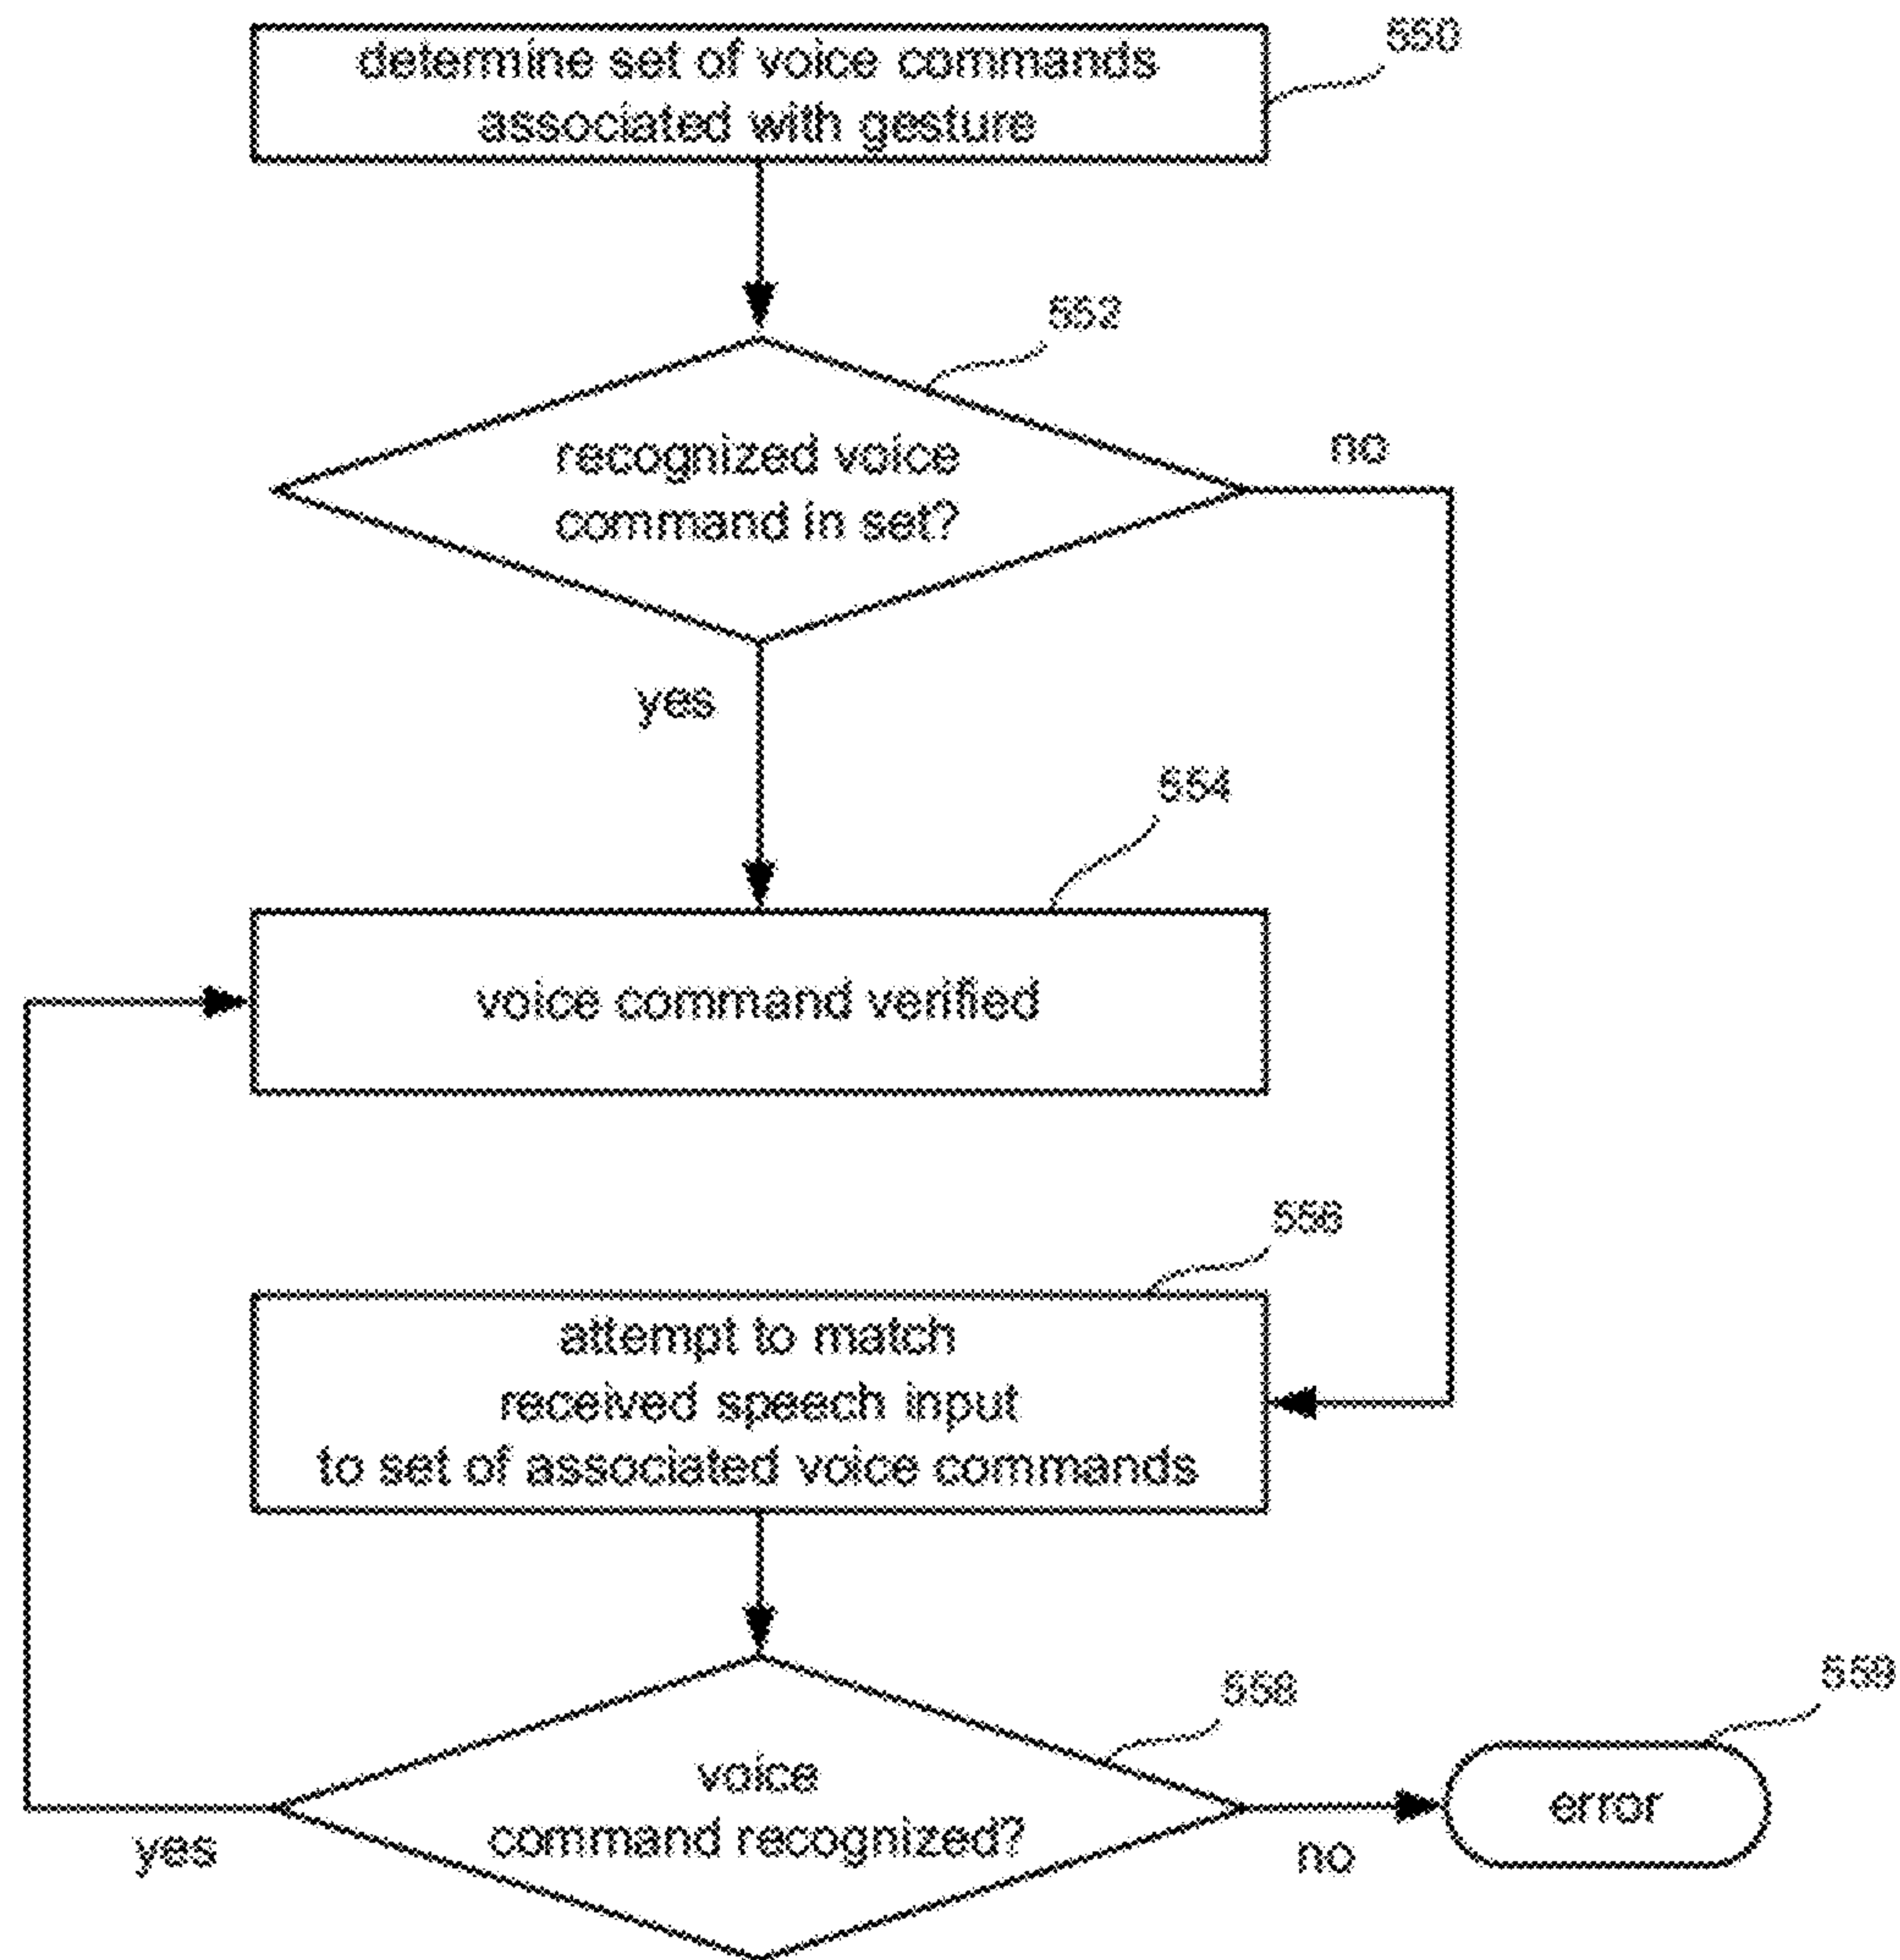 determine set of voice commands
associated with gesture
550
552
recognized voice
command in set?
no
yes
554
voice command verified
556
attempt to match
received speech input
to set of associated voice commands
558
559
voice
command recognized?
error
yes
no